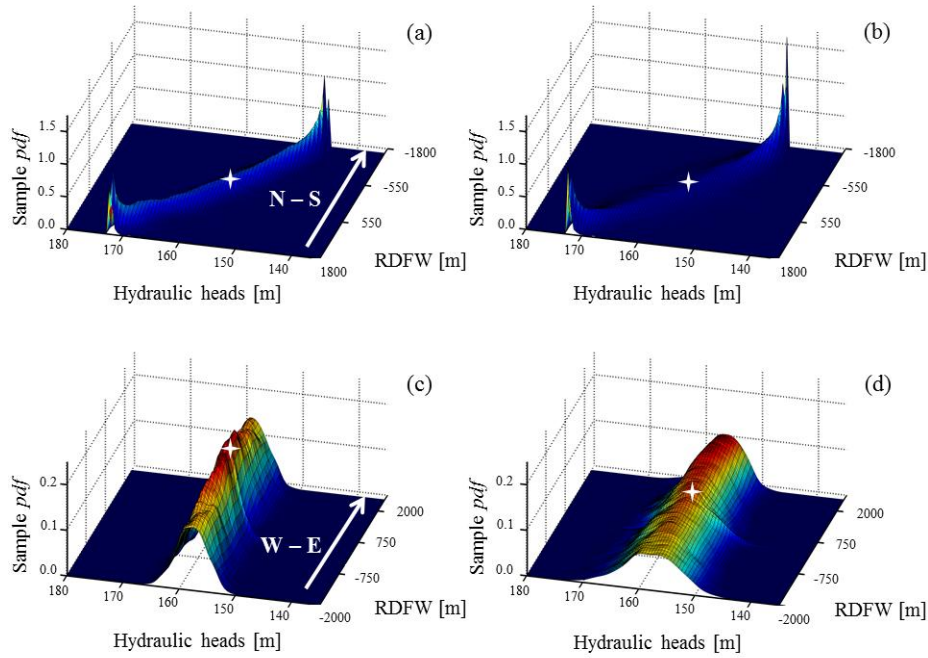 (a)
Sample pdf
1.5
1.0
0.5
0.0
180
170
160
150
140
1800
550
-550
-1800
N – S
RDFW [m]
Hydraulic heads [m]
(b)
Sample pdf
1.5
1.0
0.5
0.0
180
170
160
150
140
1800
550
-550
-1800
RDFW [m]
Hydraulic heads [m]
(c)
Sample pdf
0.2
0.1
0.0
180
170
160
150
140
-2000
-750
750
2000
W – E
RDFW [m]
Hydraulic heads [m]
(d)
Sample pdf
0.2
0.1
0.0
180
170
160
150
140
-2000
-750
750
2000
RDFW [m]
Hydraulic heads [m]